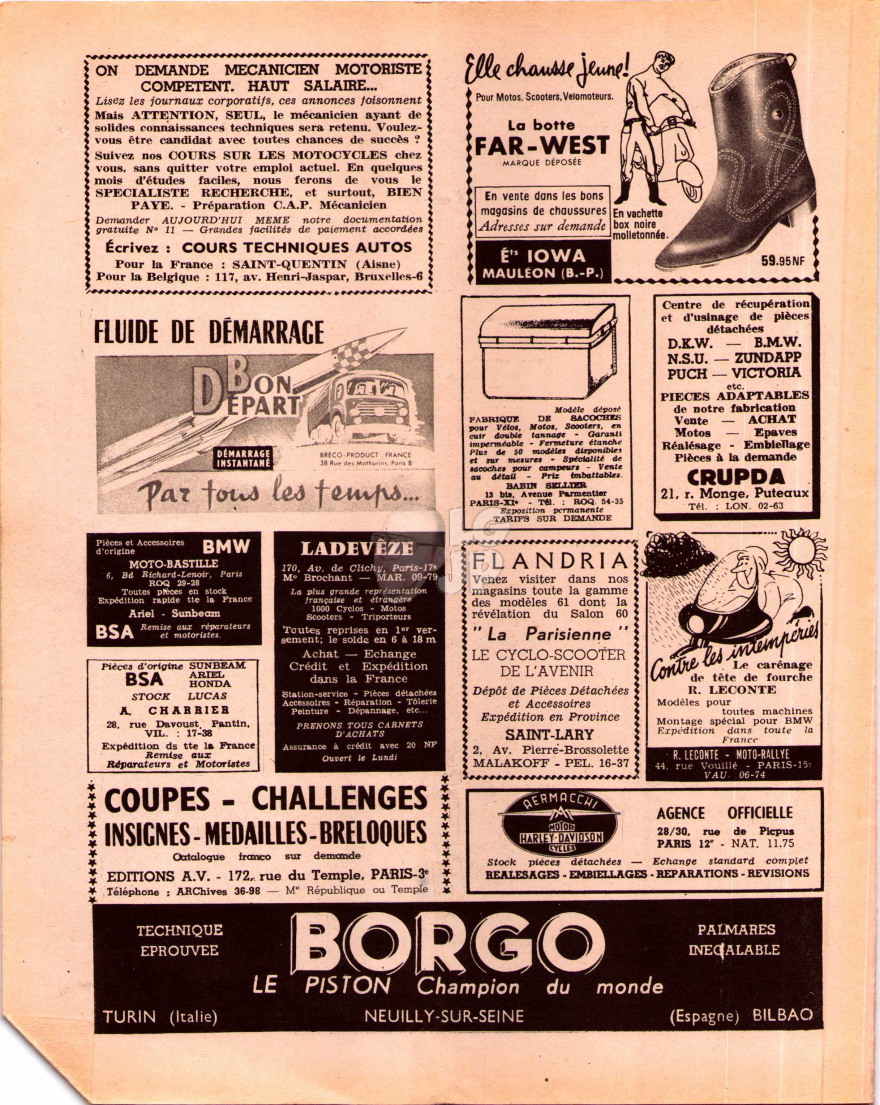 ON DEMANDE MECANICIEN MOTORISTE
COMPETENT. HAUT SALAIRE...
Lisez les journaux corporatifs, ces annonces foisonnent
Mais ATTENTION, SEUL, le mécanicien ayant de
solides connaissances techniques sera retenu. Voulez-
vous être candidat avec toutes chances de succès ?
Suivez nos COURS SUR LES MOTOCYCLES chez
vous, sans quitter votre emploi actuel. En quelques
mois d'études faciles, nous ferons de vous le
SPECIALISTE RECHERCHE, et surtout, BIEN
PAYE. - Préparation C.A.P. Mécanicien
Demander AUJOURD'HUI MEME notre documentation
gratuite N° 11 — Grandes facilités de paiement accordées
Écrivez : COURS TECHNIQUES AUTOS
Pour la France : SAINT-QUENTIN (Aisne)
Pour la Belgique : 117, av. Henri-Jaspar, Bruxelles-6
Elle chausse jeune!
Pour Motos, Scooters, Velomoteurs.
La botte
FAR-WEST
MARQUE DÉPOSÉE
En vente dans les bons
magasins de chaussures
Adresses sur demande
Éts IOWA
MAULÉON (B.-P.)
En vachette
box noire
molletonnée.
59.95 NF
FLUIDE DE DÉMARRAGE
BON
DEPART
DÉMARRAGE
INSTANTANÉ
BRECO-PRODUCT FRANCE
38 Rue des Mathurins, Paris 8e
Par tous les temps...
Modèle déposé
FABRIQUE DE SACOCHES
pour Vélos, Motos, Scooters, en
cuir double tannage - Garanti
imperméable - Fermeture étanche
Plus de 50 modèles disponibles
et sur mesures - Spécialité de
sacoches pour campeurs - Vente
au détail - Prix imbattables.
BABIN SELLIER
13 bis, Avenue Parmentier
PARIS-XIe - Tél. : ROQ. 54-35
Exposition permanente
TARIFS SUR DEMANDE
Centre de récupération
et d'usinage de pièces
détachées
D.K.W. — B.M.W.
N.S.U. — ZUNDAPP
PUCH — VICTORIA
etc.
PIECES ADAPTABLES
de notre fabrication
Vente — ACHAT
Motos — Epaves
Réalésage - Embiellage
Pièces à la demande
CRUPDA
21, r. Monge, Puteaux
Tél. : LON. 02-63
Pièces et Accessoires
d'origine BMW
MOTO-BASTILLE
6, Bd Richard-Lenoir, Paris
ROQ 29-28
Toutes pièces en stock
Expédition rapide tte la France
Ariel - Sunbeam
BSA Remise aux réparateurs
et motoristes.
Pièces d'origine SUNBEAM
BSA ARIEL
HONDA
STOCK LUCAS
A. CHARRIER
28, rue Davoust, Pantin,
VIL. : 17-38
Expédition ds tte la France
Remise aux
Réparateurs et Motoristes
LADEVÈZE
170, Av. de Clichy, Paris-17e
Mo Brochant — MAR. 09-79
La plus grande représentation
française et étrangère
1000 Cyclos - Motos
Scooters - Triporteurs
Toutes reprises en 1er ver-
sement; le solde en 6 à 18 m
Achat — Echange
Crédit et Expédition
dans la France
Station-service - Pièces détachées
Accessoires - Réparation - Tôlerie
Peinture - Dépannage, etc...
PRENONS TOUS CARNETS
D'ACHATS
Assurance à crédit avec 20 NF
Ouvert le Lundi
FLANDRIA
Venez visiter dans nos
magasins toute la gamme
des modèles 61 dont la
révélation du Salon 60
" La Parisienne "
LE CYCLO-SCOOTER
DE L'AVENIR
Dépôt de Pièces Détachées
et Accessoires
Expédition en Province
SAINT-LARY
2, Av. Pierre-Brossolette
MALAKOFF - PEL. 16-37
Contre les intempéries
Le carénage
de tête de fourche
R. LECONTE
Modèles pour
toutes machines
Montage spécial pour BMW
Expédition dans toute la
France
R. LECONTE - MOTO-RALLYE
44, rue Vouillé - PARIS-15e
VAU. 06-74
COUPES - CHALLENGES
INSIGNES - MEDAILLES - BRELOQUES
Catalogue franco sur demande
EDITIONS A.V. - 172, rue du Temple, PARIS-3e
Téléphone : ARChives 36-98 — Mo République ou Temple
AERMACCHI
MOTOR
HARLEY-DAVIDSON
CYCLES
AGENCE OFFICIELLE
28/30, rue de Picpus
PARIS 12e - NAT. 11.75
Stock pièces détachées — Echange standard complet
REALESAGES - EMBIELLAGES - REPARATIONS - REVISIONS
TECHNIQUE
EPROUVEE
BORGO
PALMARES
INEGALABLE
LE PISTON Champion du monde
TURIN (Italie) NEUILLY-SUR-SEINE (Espagne) BILBAO